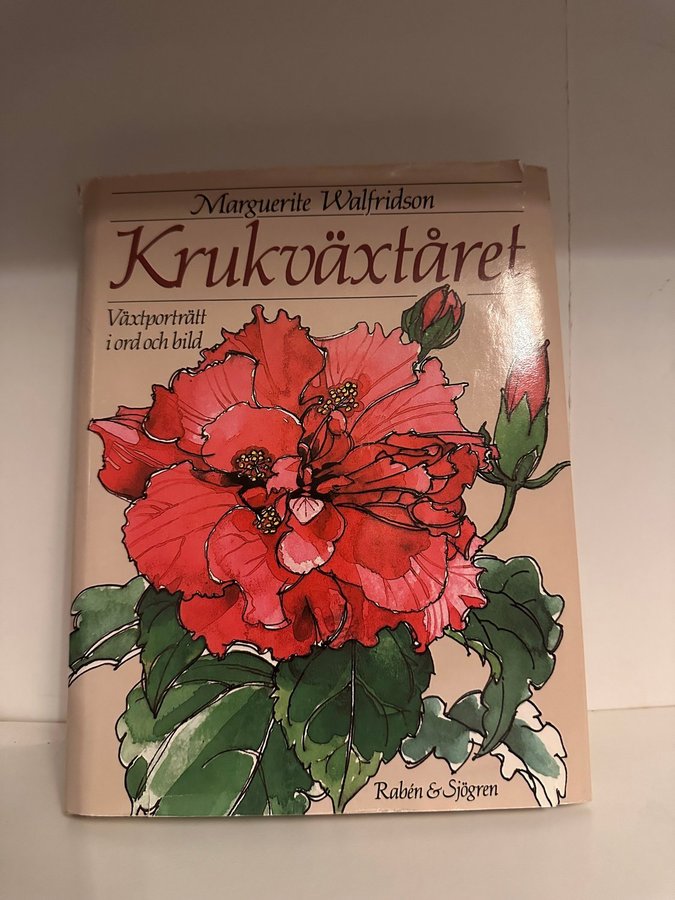 Marguerite Walfridson
Krukväxtåret
Växtporträtt
i ord och bild
Rabén & Sjögren